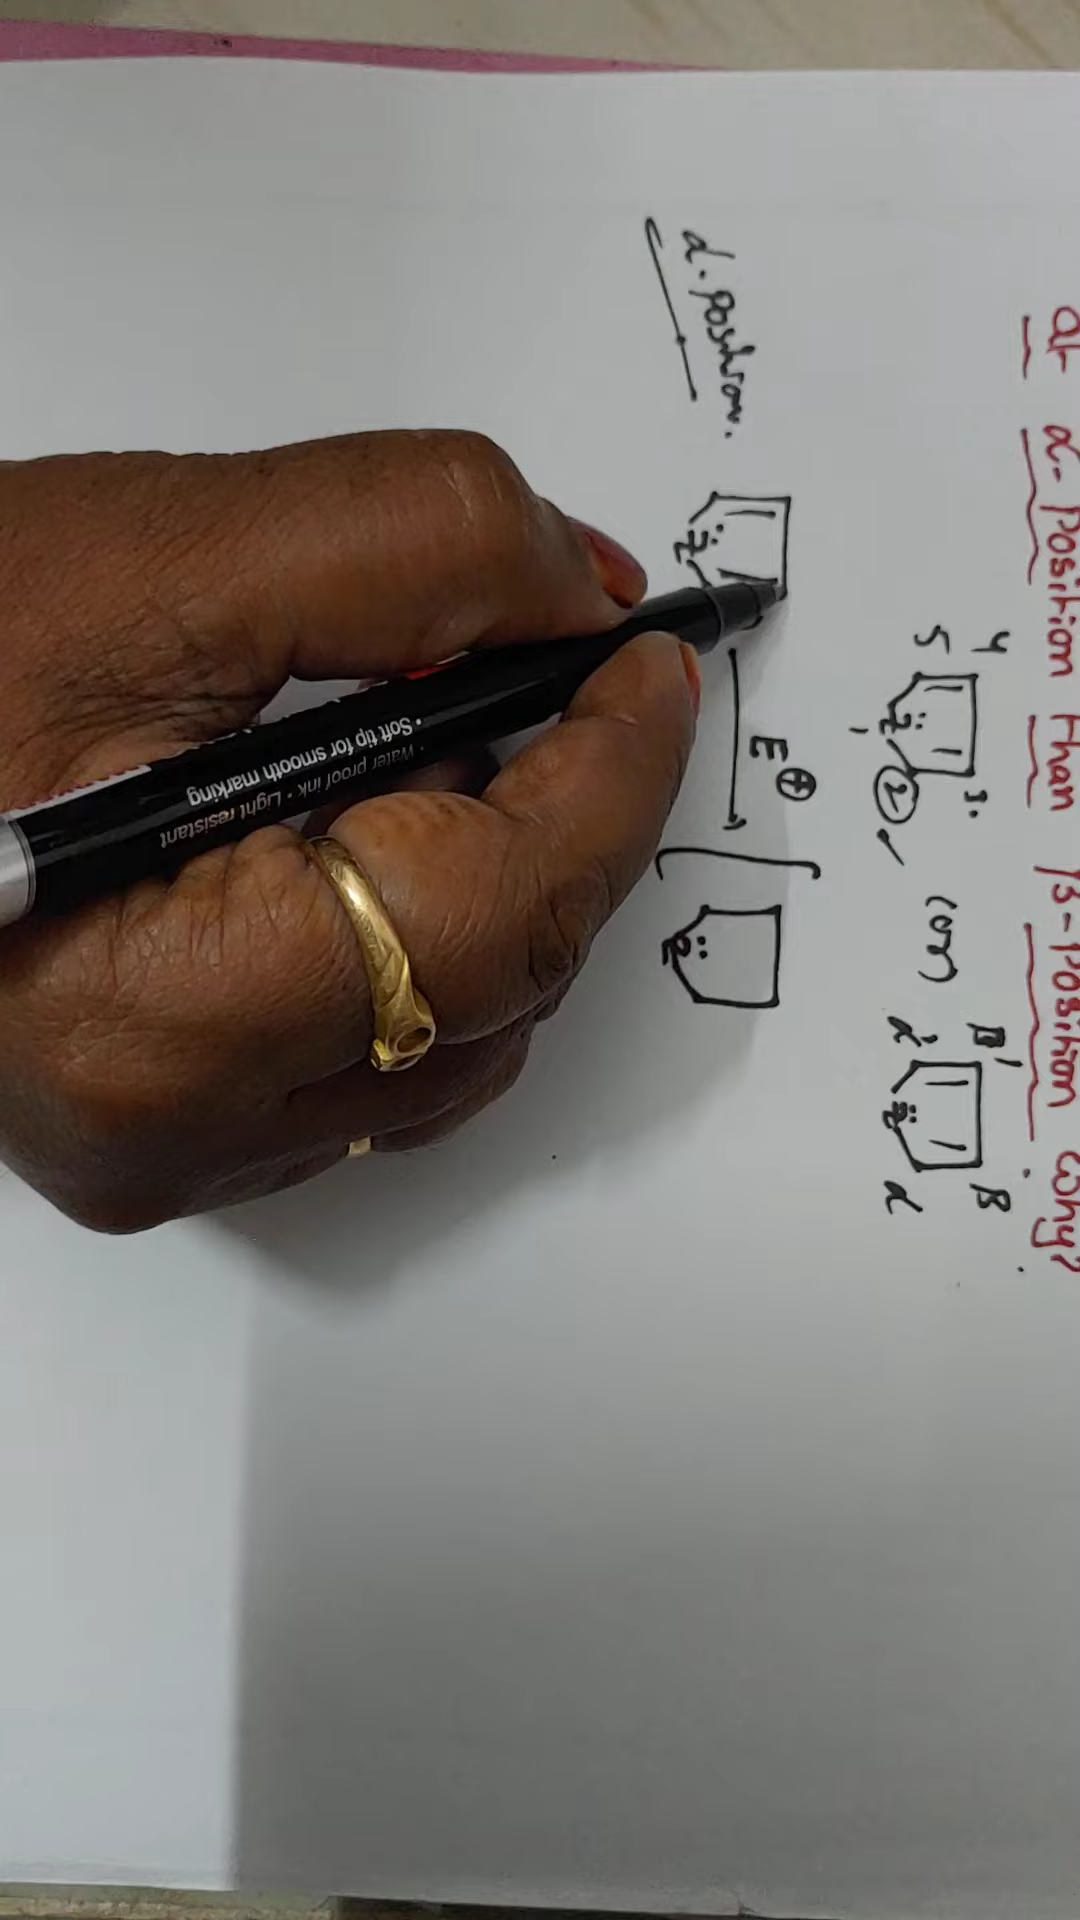 at α-Position than β-Position why?
4
3.
5
2
N
1
(or)
β'
β
α'
α
N
α-Position.
N
E⊕
N
• Soft tip for smooth marking
• Water proof ink • Light resistant